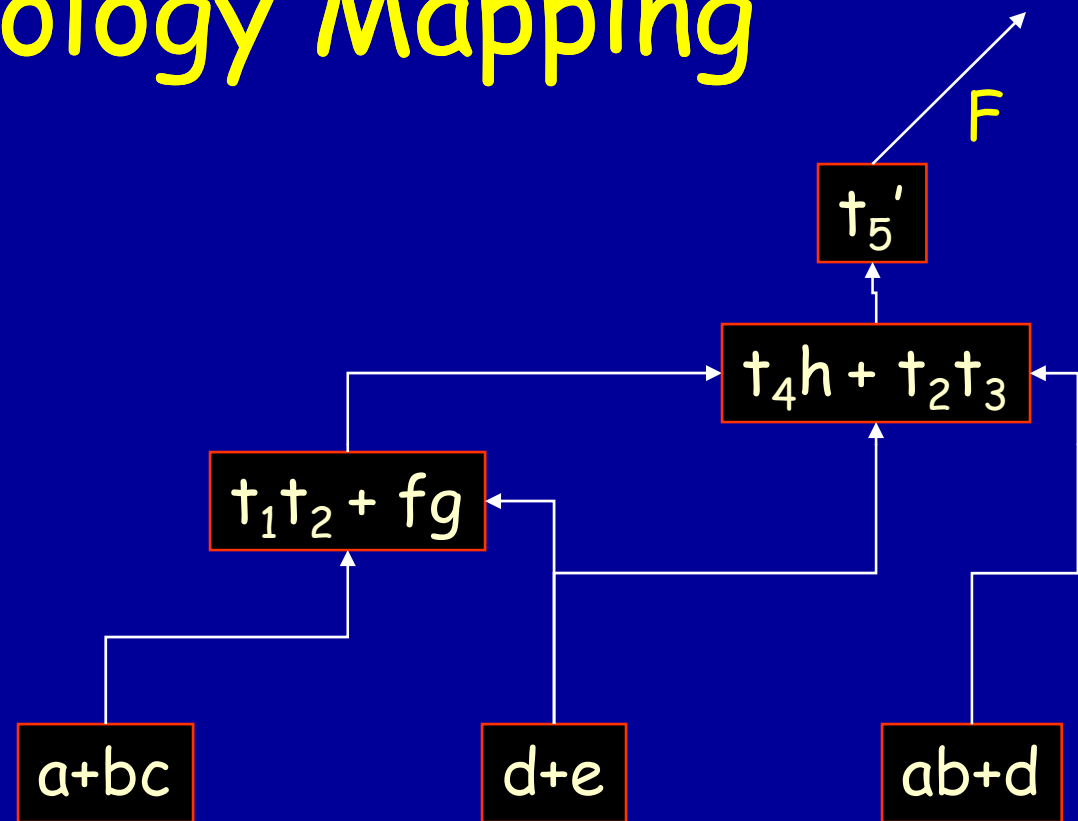 ology Mapping
F
t₅'
t₄h + t₂t₃
t₁t₂ + fg
a+bc
d+e
ab+d